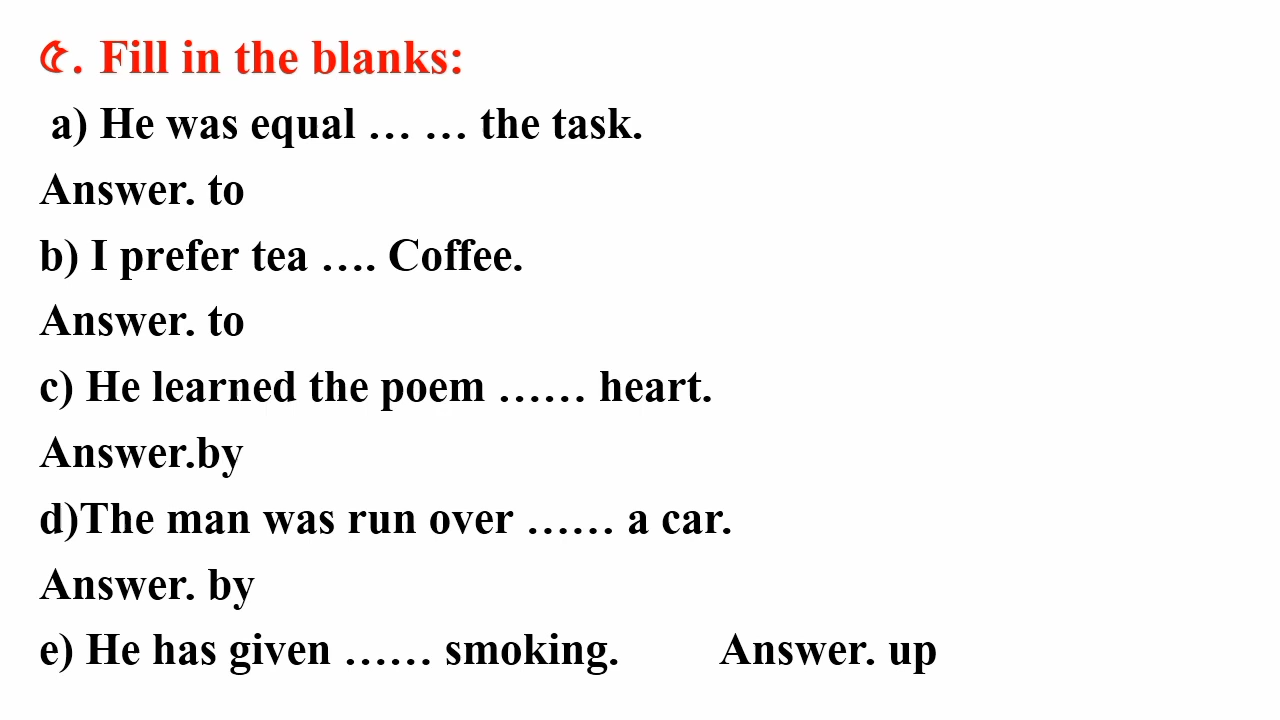 ৫. Fill in the blanks:
a) He was equal … … the task.
Answer. to
b) I prefer tea …. Coffee.
Answer. to
c) He learned the poem …… heart.
Answer.by
d)The man was run over …… a car.
Answer. by
e) He has given …… smoking. Answer. up